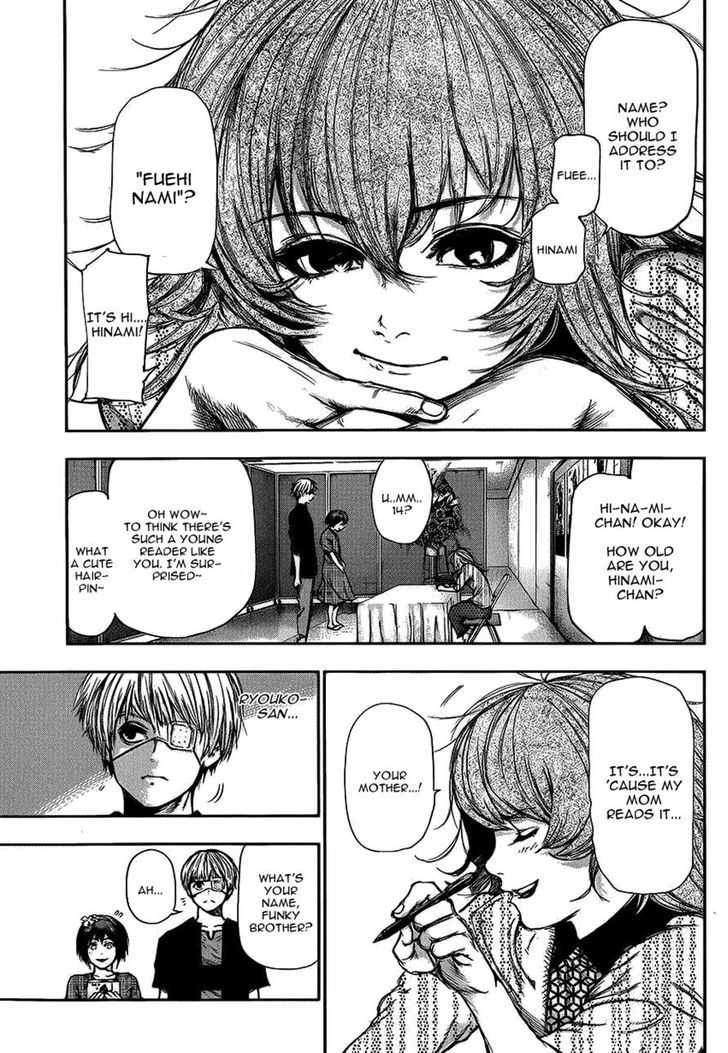 NAME?
WHO
SHOULD I
ADDRESS
IT TO?
FUEE...
HINAMI
"FUEHI
NAMI"?
IT'S HI....
HINAMI!
HI-NA-MI-
CHAN! OKAY!
HOW OLD
ARE YOU,
HINAMI-
CHAN?
U..MM..
14?
OH WOW~
TO THINK THERE'S
SUCH A YOUNG
READER LIKE
YOU. I'M SUR-
PRISED~
WHAT
A CUTE
HAIR-
PIN~
IT'S...IT'S
'CAUSE MY
MOM
READS IT...
YOUR
MOTHER...!
RYOUKO-
SAN...
WHAT'S
YOUR
NAME,
FUNKY
BROTHER?
AH...